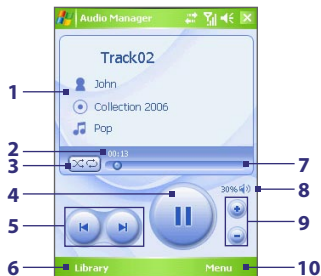 Audio Manager
Track02
1
John
Collection 2006
Pop
2
00:13
3
7
4
30%
8
5
9
6
Library
Menu
10